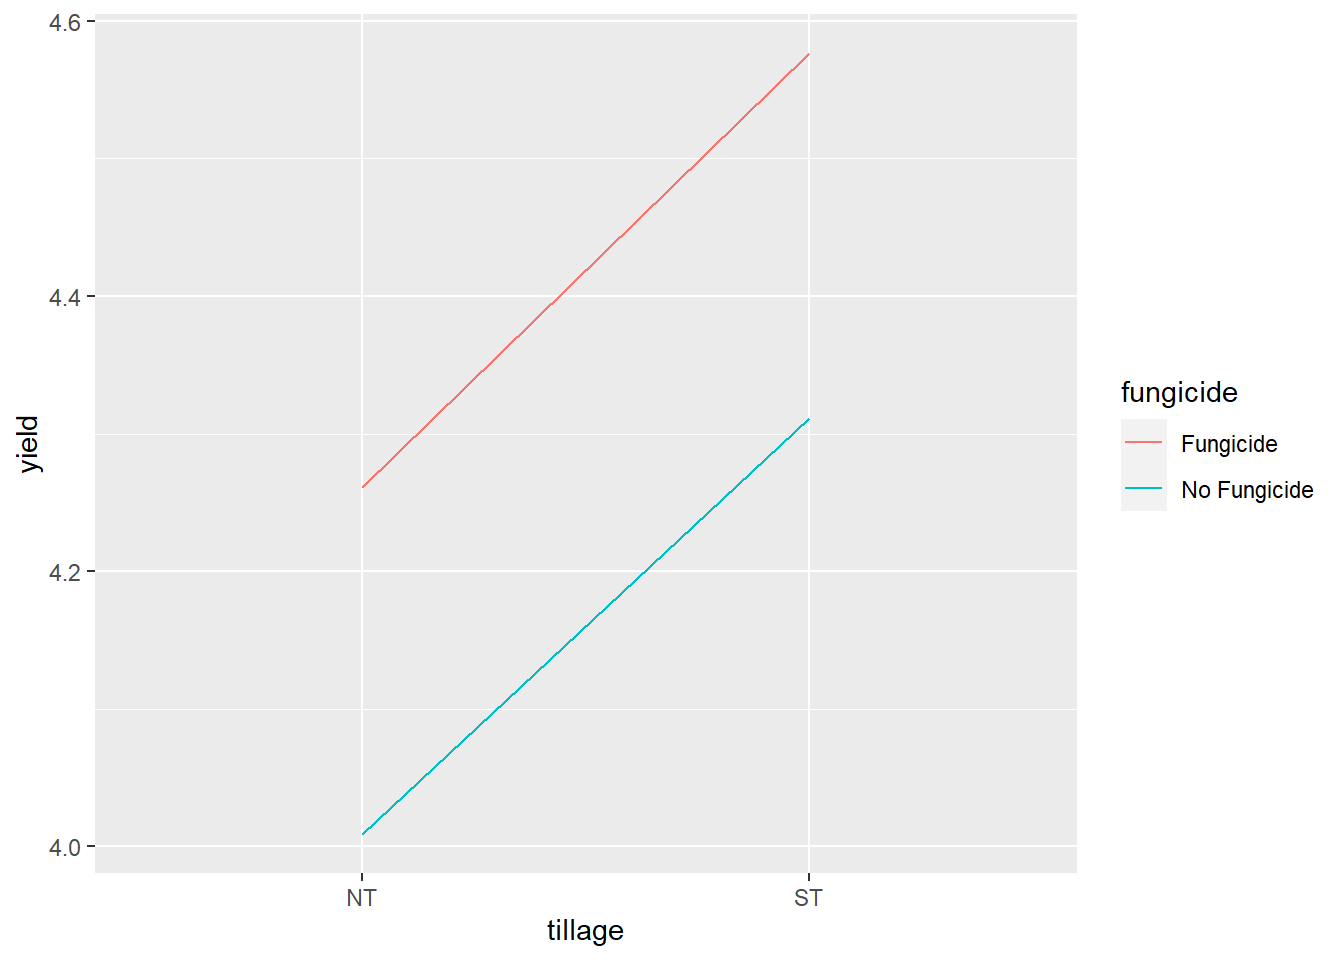 4.6
4.4
4.2
4.0
yield
NT
ST
tillage
fungicide
Fungicide
No Fungicide